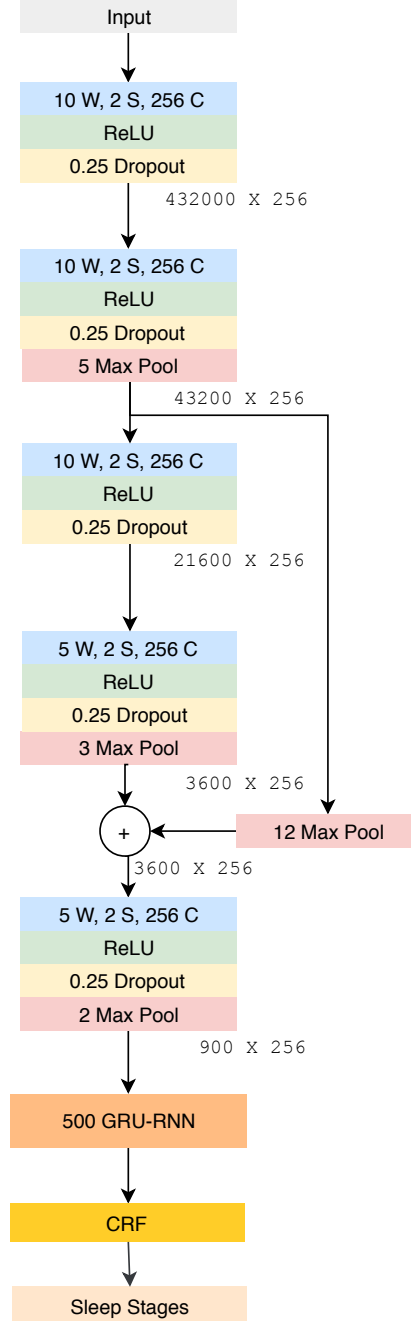 Input
10 W, 2 S, 256 C
ReLU
0.25 Dropout
432000 X 256
10 W, 2 S, 256 C
ReLU
0.25 Dropout
5 Max Pool
43200 X 256
10 W, 2 S, 256 C
ReLU
0.25 Dropout
21600 X 256
5 W, 2 S, 256 C
ReLU
0.25 Dropout
3 Max Pool
3600 X 256
+
12 Max Pool
3600 X 256
5 W, 2 S, 256 C
ReLU
0.25 Dropout
2 Max Pool
900 X 256
500 GRU-RNN
CRF
Sleep Stages